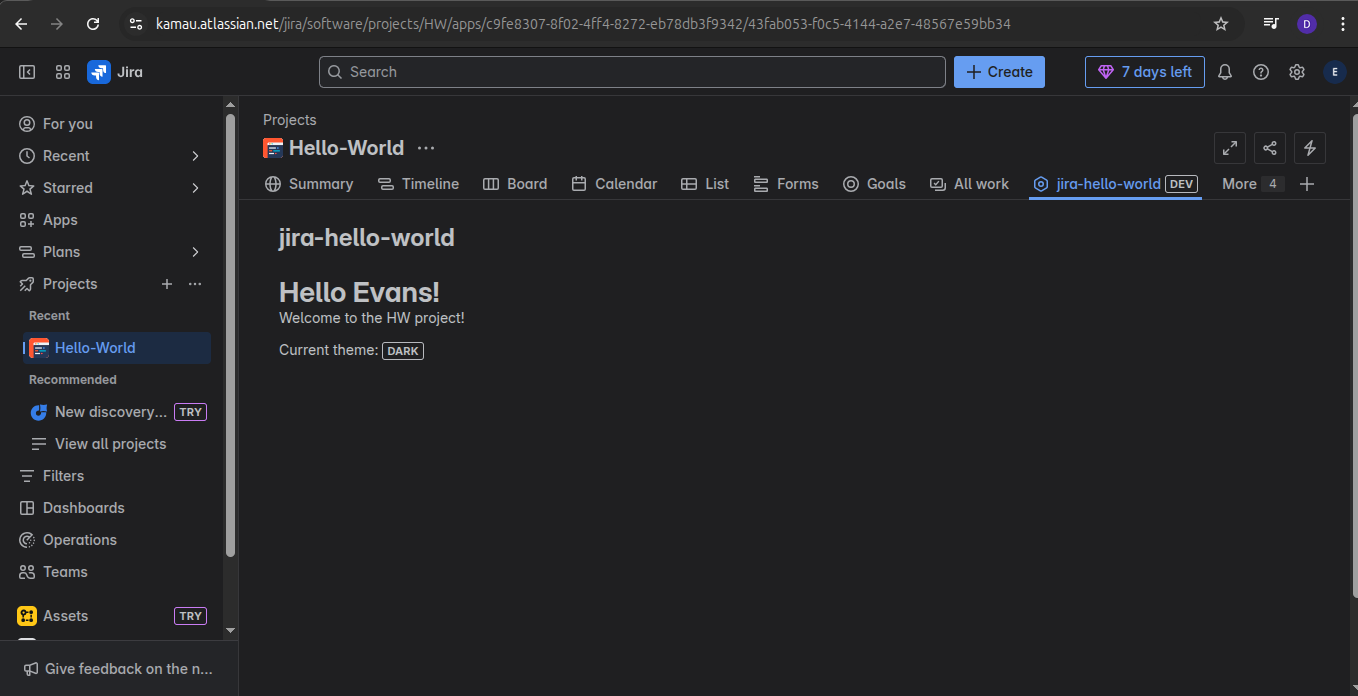 kamau.atlassian.net/jira/software/projects/HW/apps/c9fe8307-8f02-4ff4-8272-eb78db3f9342/43fab053-f0c5-4144-a2e7-48567e59bb34
D
Jira
Search
+ Create
7 days left
E
For you
Recent
Starred
Apps
Plans
Projects
Recent
Hello-World
Recommended
New discovery... TRY
View all projects
Filters
Dashboards
Operations
Teams
Assets TRY
Give feedback on the n...
Projects
Hello-World ...
Summary Timeline Board Calendar List Forms Goals All work jira-hello-world DEV More 4 +
jira-hello-world
Hello Evans!
Welcome to the HW project!
Current theme: DARK